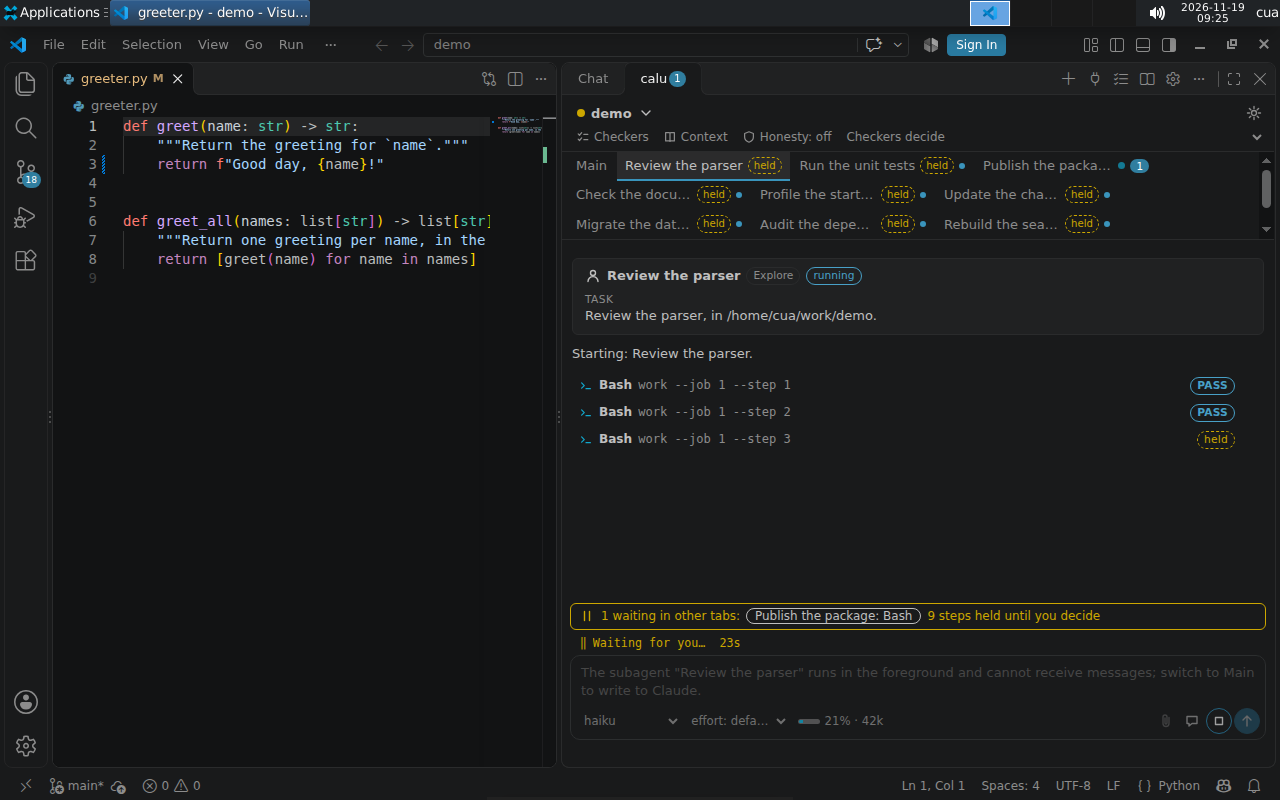 Applications
greeter.py - demo - Visu...
2026-11-19
09:25
cua
File Edit Selection View Go Run ···
demo
Sign In
greeter.py M
Chat calu 1
greeter.py
demo
Checkers Context Honesty: off Checkers decide
Main Review the parser held Run the unit tests held Publish the packa... 1
Check the docu... held Profile the start... held Update the cha... held
Migrate the dat... held Audit the depe... held Rebuild the sea... held
1 def greet(name: str) -> str:
2 """Return the greeting for `name`."""
3 return f"Good day, {name}!"
4
5
6 def greet_all(names: list[str]) -> list[str]
7 """Return one greeting per name, in the
8 return [greet(name) for name in names]
9
18
Review the parser Explore running
TASK
Review the parser, in /home/cua/work/demo.
Starting: Review the parser.
Bash work --job 1 --step 1 PASS
Bash work --job 1 --step 2 PASS
Bash work --job 1 --step 3 held
1 waiting in other tabs: Publish the package: Bash 9 steps held until you decide
Waiting for you… 23s
The subagent "Review the parser" runs in the foreground and cannot receive messages; switch to Main
to write to Claude.
haiku effort: defa... 21% · 42k
main* 0 0
Ln 1, Col 1 Spaces: 4 UTF-8 LF { } Python